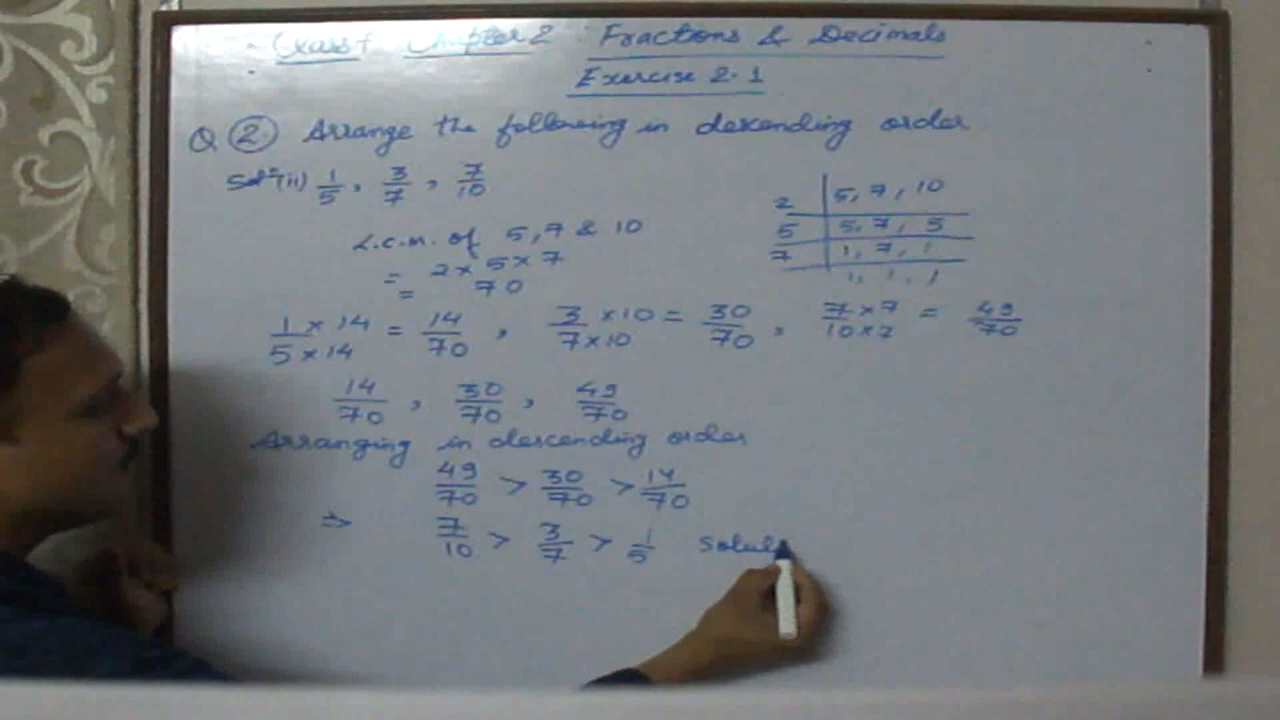 Class 7 Chapter 2 Fractions & Decimals
Exercise 2.1
Q 2. Arrange the following in descending order
Solⁿ (ii) 1/5, 3/7, 7/10
L.C.M. of 5, 7 & 10
= 2 × 5 × 7
= 70
2 | 5, 7, 10
5 | 5, 7, 5
7 | 1, 7, 1
1, 1, 1
1 × 14 / 5 × 14 = 14/70, 3 × 10 / 7 × 10 = 30/70, 7 × 7 / 10 × 7 = 49/70
14/70, 30/70, 49/70
Arranging in descending order
49/70 > 30/70 > 14/70
⇒ 7/10 > 3/7 > 1/5 Solut